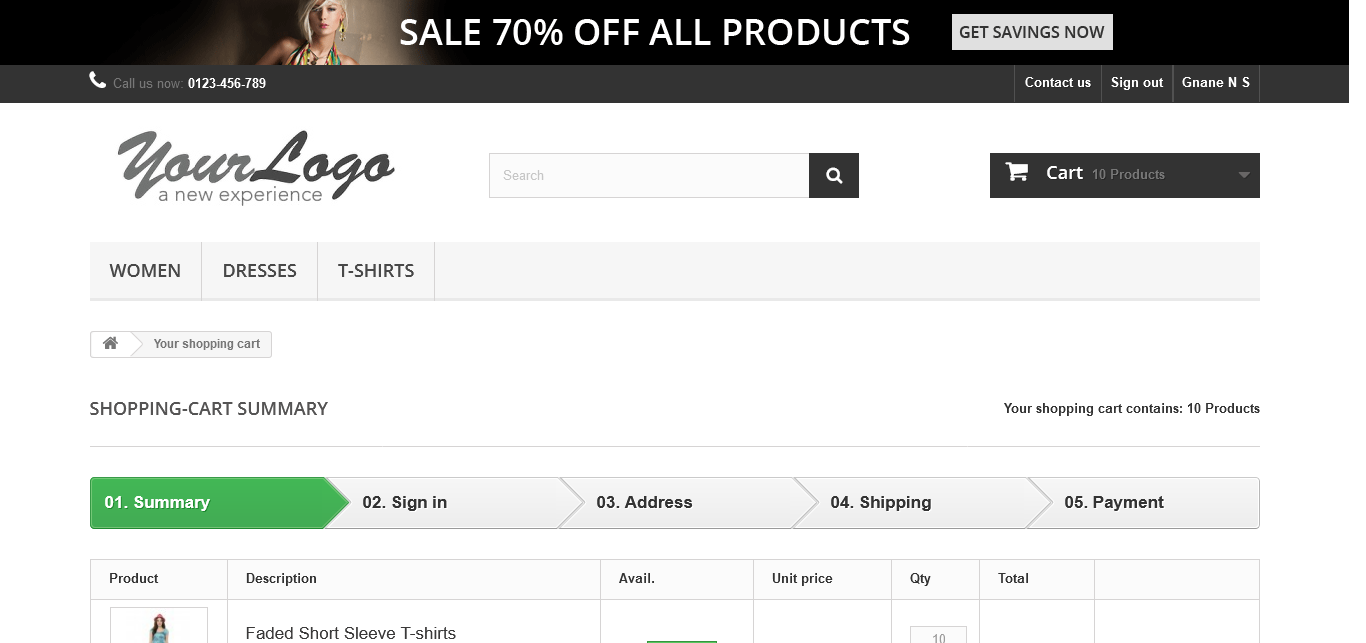 SALE 70% OFF ALL PRODUCTS GET SAVINGS NOW
Call us now: 0123-456-789 Contact us Sign out Gnane N S
YourLogo
a new experience
Search
Cart 10 Products
WOMEN DRESSES T-SHIRTS
Your shopping cart
SHOPPING-CART SUMMARY Your shopping cart contains: 10 Products
01. Summary 02. Sign in 03. Address 04. Shipping 05. Payment
Product Description Avail. Unit price Qty Total
Faded Short Sleeve T-shirts 10